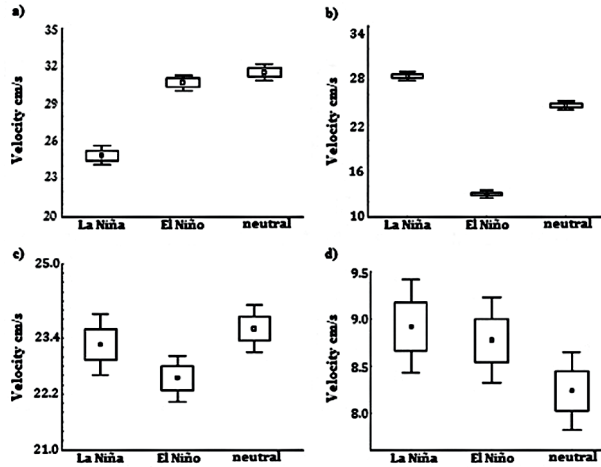 a)
Velocity cm/s
35
31
29
26
23
20
La Niña El Niño neutral
b)
Velocity cm/s
34
28
22
16
10
La Niña El Niño neutral
c)
Velocity cm/s
25.0
23.4
22.2
21.0
La Niña El Niño neutral
d)
Velocity cm/s
9.5
9.0
8.5
8.0
La Niña El Niño neutral